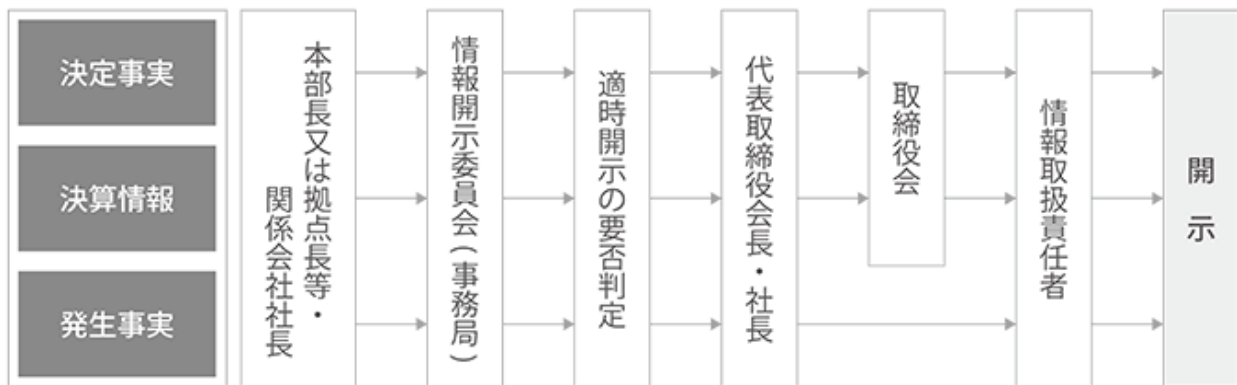 決定事実
決算情報
発生事実
本部長又は拠点長等・
関係会社社長
情報開示委員会(事務局)
適時開示の要否判定
代表取締役会長・社長
取締役会
情報取扱責任者
開示